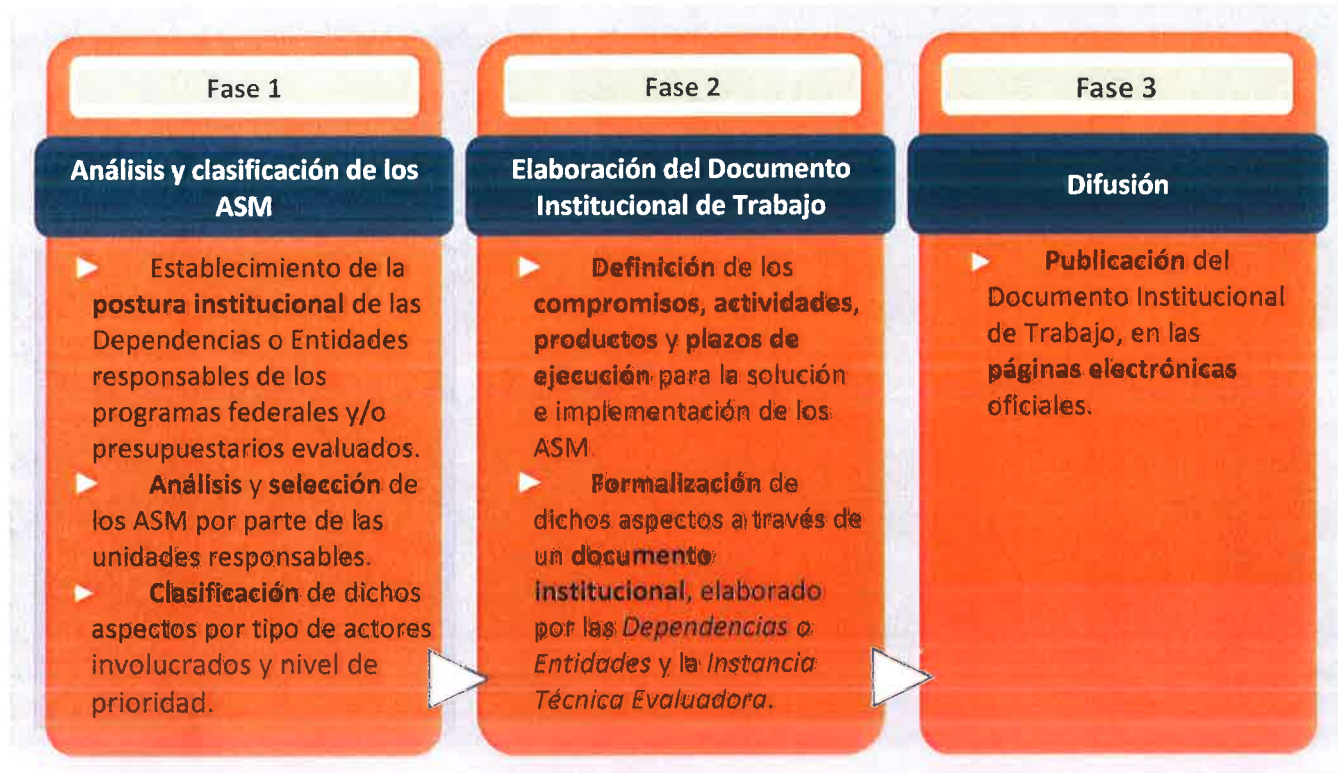 Fase 1
Análisis y clasificación de los
ASM
Establecimiento de la
postura institucional de las
Dependencias o Entidades
responsables de los
programas federales y/o
presupuestarios evaluados.
Análisis y selección de
los ASM por parte de las
unidades responsables.
Clasificación de dichos
aspectos por tipo de actores
involucrados y nivel de
prioridad.
Fase 2
Elaboración del Documento
Institucional de Trabajo
Definición de los
compromisos, actividades,
productos y plazos de
ejecución para la solución
e implementación de los
ASM.
Formalización de
dichos aspectos a través de
un documento
institucional, elaborado
por las Dependencias o
Entidades y la Instancia
Técnica Evaluadora.
Fase 3
Difusión
Publicación del
Documento Institucional
de Trabajo, en las
páginas electrónicas
oficiales.